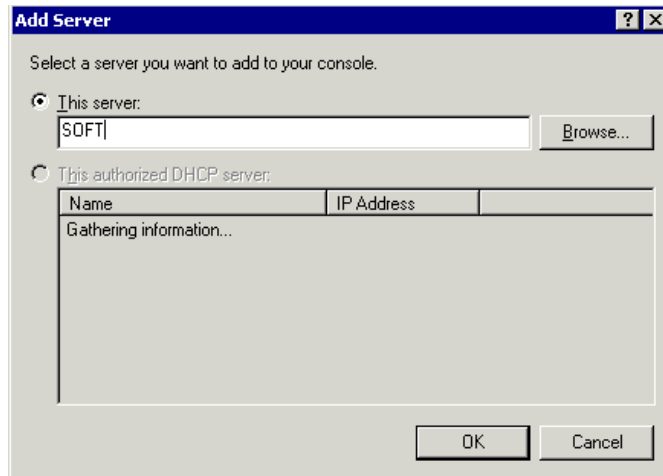 Add Server
Select a server you want to add to your console.
This server:
SOFT
Browse...
This authorized DHCP server:
Name IP Address
Gathering information...
OK Cancel